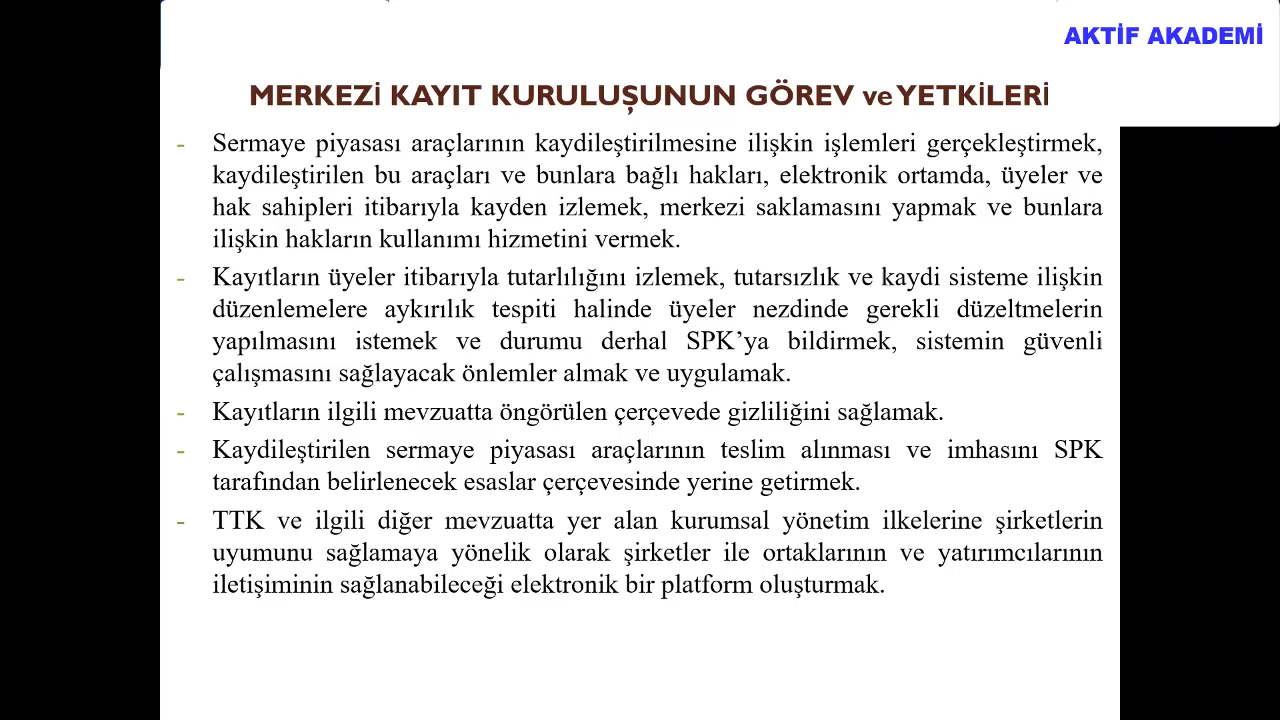 AKTİF AKADEMİ
MERKEZİ KAYIT KURULUŞUNUN GÖREV ve YETKİLERİ
- Sermaye piyasası araçlarının kaydileştirilmesine ilişkin işlemleri gerçekleştirmek,
kaydileştirilen bu araçları ve bunlara bağlı hakları, elektronik ortamda, üyeler ve
hak sahipleri itibarıyla kayden izlemek, merkezi saklamasını yapmak ve bunlara
ilişkin hakların kullanımı hizmetini vermek.
- Kayıtların üyeler itibarıyla tutarlılığını izlemek, tutarsızlık ve kaydi sisteme ilişkin
düzenlemelere aykırılık tespiti halinde üyeler nezdinde gerekli düzeltmelerin
yapılmasını istemek ve durumu derhal SPK’ya bildirmek, sistemin güvenli
çalışmasını sağlayacak önlemler almak ve uygulamak.
- Kayıtların ilgili mevzuatta öngörülen çerçevede gizliliğini sağlamak.
- Kaydileştirilen sermaye piyasası araçlarının teslim alınması ve imhasını SPK
tarafından belirlenecek esaslar çerçevesinde yerine getirmek.
- TTK ve ilgili diğer mevzuatta yer alan kurumsal yönetim ilkelerine şirketlerin
uyumunu sağlamaya yönelik olarak şirketler ile ortaklarının ve yatırımcılarının
iletişiminin sağlanabileceği elektronik bir platform oluşturmak.